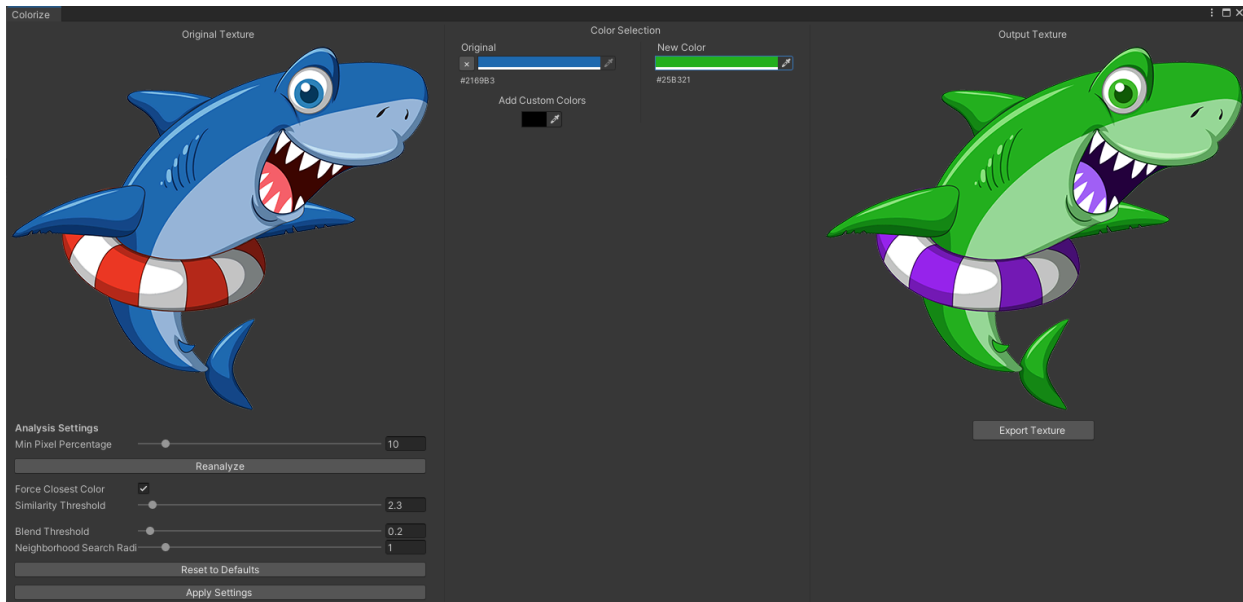 Colorize
Original Texture
Color Selection
Original
New Color
#2169B3
#25B321
Add Custom Colors
Output Texture
Analysis Settings
Min Pixel Percentage
10
Reanalyze
Force Closest Color
Similarity Threshold
2.3
Blend Threshold
0.2
Neighborhood Search Radi
1
Reset to Defaults
Apply Settings
Export Texture